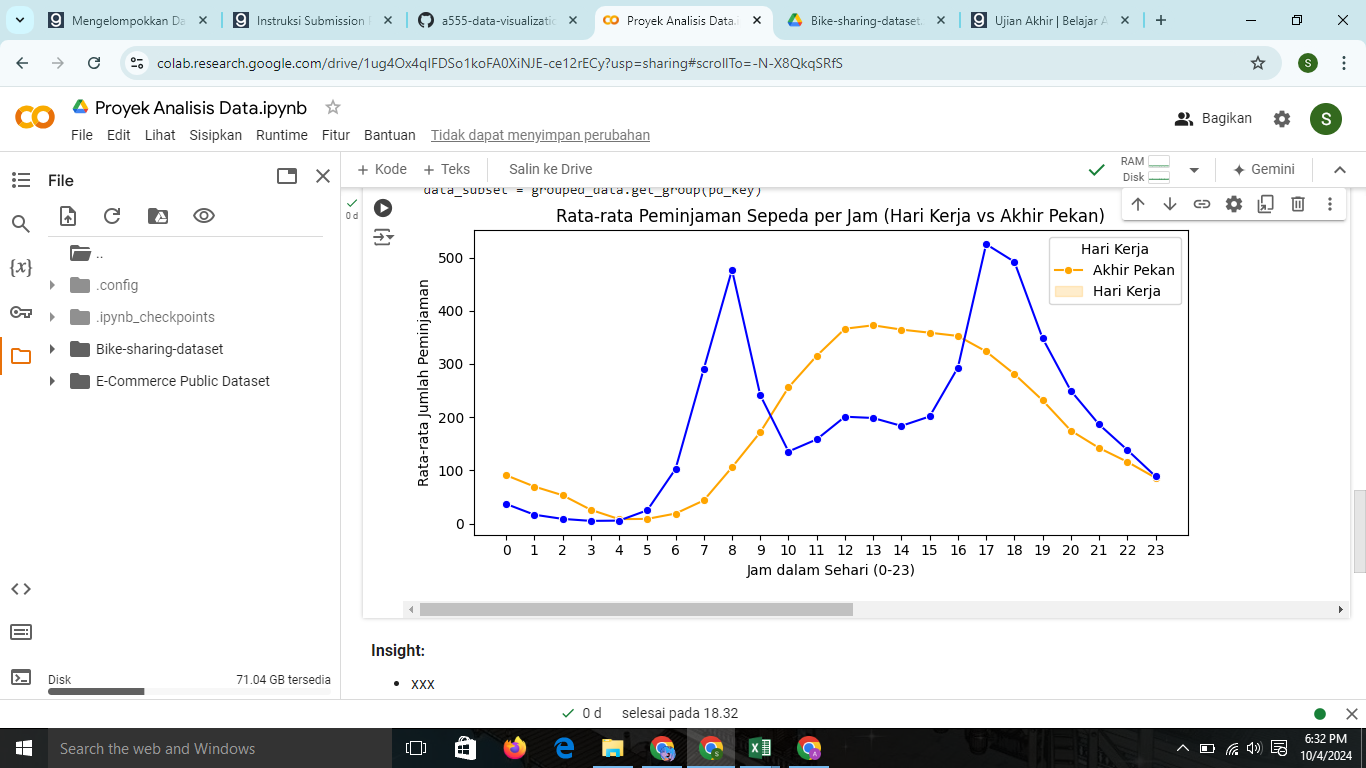 Mengelompokkan Da
Instruksi Submission
a555-data-visualizatio
Proyek Analisis Data.i
Bike-sharing-dataset
Ujian Akhir | Belajar A
colab.research.google.com/drive/1ug4Ox4qIFDSo1koFA0XiNJE-ce12rECy?usp=sharing#scrollTo=-N-X8QkqSRfS
S
Proyek Analisis Data.ipynb
File Edit Lihat Sisipkan Runtime Fitur Bantuan Tidak dapat menyimpan perubahan
Bagikan
S
File
+ Kode + Teks Salin ke Drive
RAM
Disk
Gemini
..
.config
.ipynb_checkpoints
Bike-sharing-dataset
E-Commerce Public Dataset
Disk 71.04 GB tersedia
0 d
data_subset = grouped_data.get_group(pd_key)
Rata-rata Peminjaman Sepeda per Jam (Hari Kerja vs Akhir Pekan)
Hari Kerja
Akhir Pekan
Hari Kerja
Rata-rata Jumlah Peminjaman
500
400
300
200
100
0
0 1 2 3 4 5 6 7 8 9 10 11 12 13 14 15 16 17 18 19 20 21 22 23
Jam dalam Sehari (0-23)
Insight:
xxx
0 d selesai pada 18.32
Search the web and Windows
6:32 PM
10/4/2024